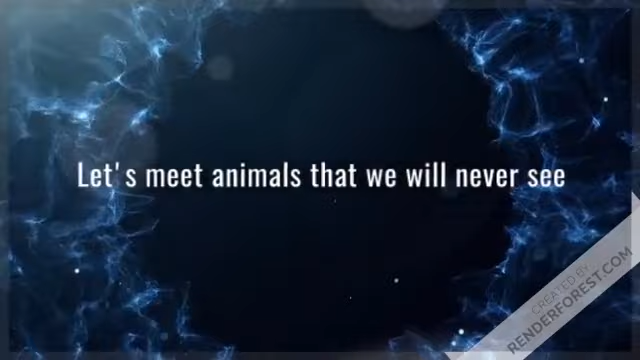 Let's meet animals that we will never see
CREATED BY
RENDERFOREST.COM